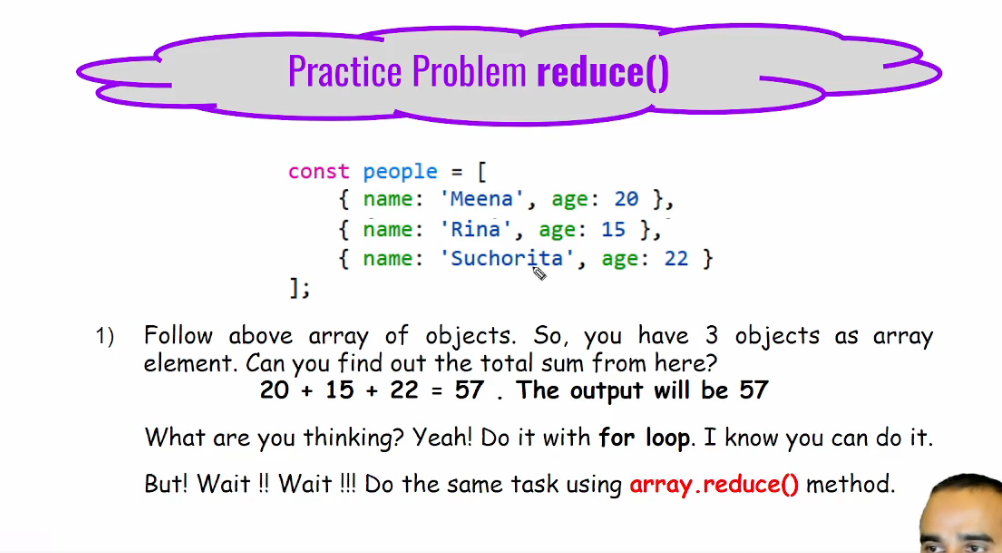 Practice Problem reduce()
const people = [
{ name: 'Meena', age: 20 },
{ name: 'Rina', age: 15 },
{ name: 'Suchorita', age: 22 }
];
1) Follow above array of objects. So, you have 3 objects as array
element. Can you find out the total sum from here?
20 + 15 + 22 = 57 . The output will be 57
What are you thinking? Yeah! Do it with for loop. I know you can do it.
But! Wait !! Wait !!! Do the same task using array.reduce() method.